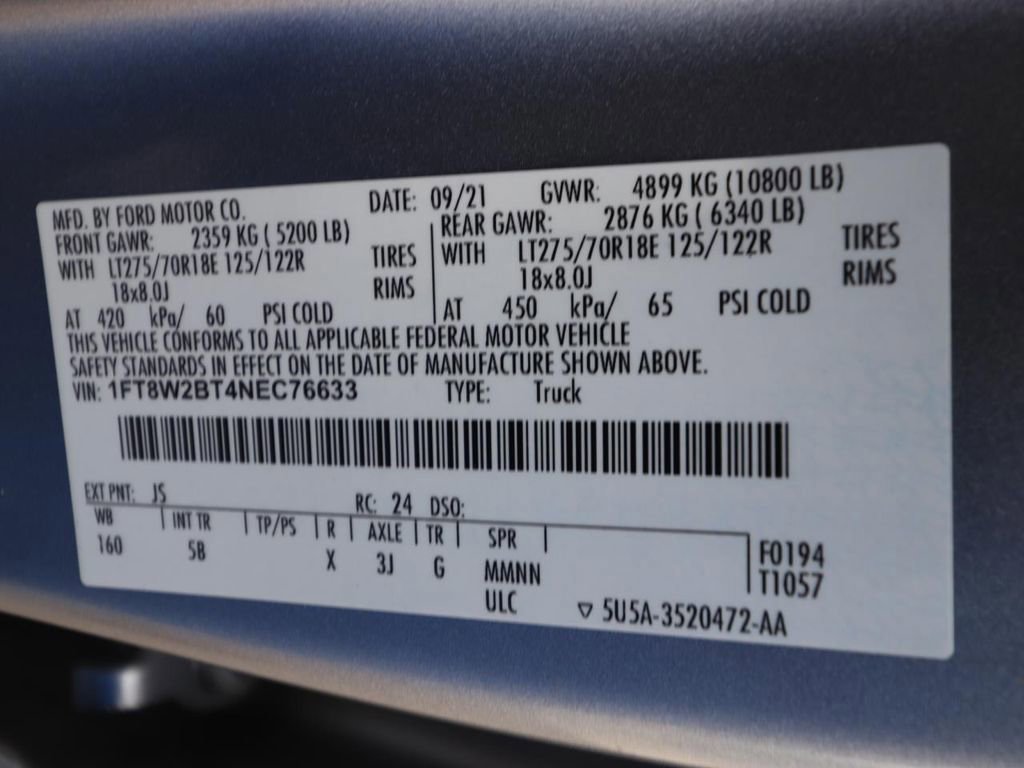 MFD. BY FORD MOTOR CO. DATE: 09/21 GVWR: 4899 KG (10800 LB)
FRONT GAWR: 2359 KG ( 5200 LB) REAR GAWR: 2876 KG ( 6340 LB)
WITH LT275/70R18E 125/122R TIRES WITH LT275/70R18E 125/122R TIRES
18x8.0J RIMS 18x8.0J RIMS
AT 420 kPa/ 60 PSI COLD AT 450 kPa/ 65 PSI COLD
THIS VEHICLE CONFORMS TO ALL APPLICABLE FEDERAL MOTOR VEHICLE
SAFETY STANDARDS IN EFFECT ON THE DATE OF MANUFACTURE SHOWN ABOVE.
VIN: 1FT8W2BT4NEC76633 TYPE: Truck
EXT PNT: JS RC: 24 DSO:
WB INT TR TP/PS R AXLE TR SPR
160 5B X 3J G MMNN F0194
ULC T1057
▽ 5U5A-3520472-AA